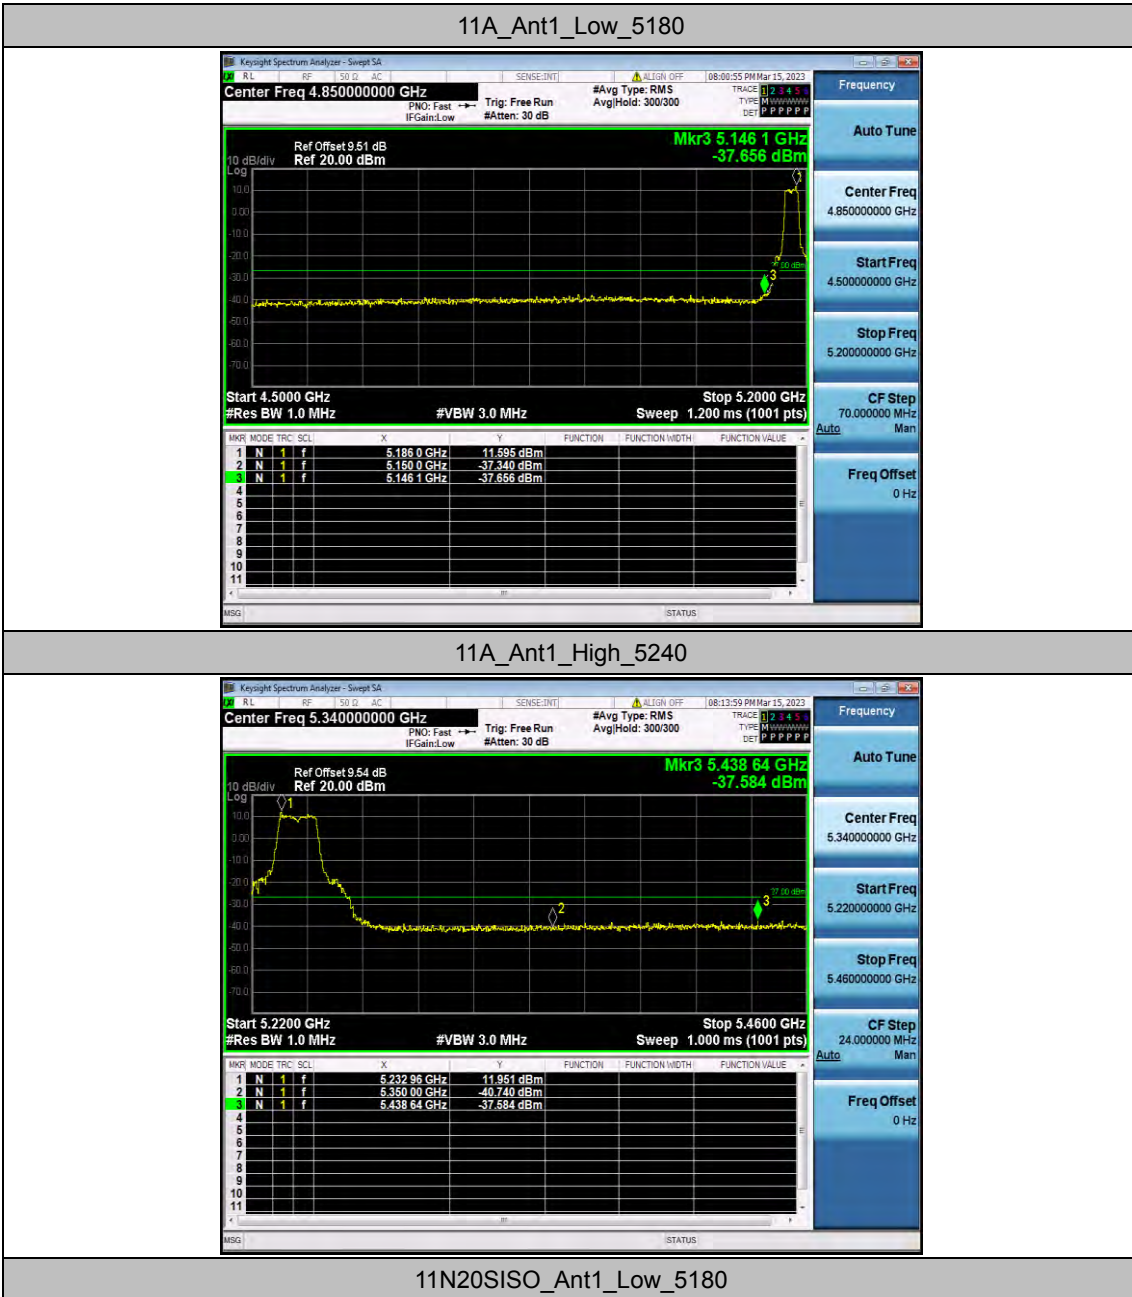 11A_Ant1_Low_5180
Keysight Spectrum Analyzer - Swept SA
RL RF 50 Ω AC SENSE:INT ALIGN OFF 08:00:55 PM Mar 15, 2023
Center Freq 4.850000000 GHz
PNO: Fast
IFGain:Low
Trig: Free Run
#Atten: 30 dB
#Avg Type: RMS
Avg|Hold: 300/300
TRACE 1 2 3 4 5 6
TYPE M WWWWW
DET P P P P P P
Mkr3 5.146 1 GHz
-37.656 dBm
Ref Offset 9.51 dB
10 dB/div Ref 20.00 dBm
Log
10.0
0.00
-10.0
-20.0
-30.0
-40.0
-50.0
-60.0
-70.0
3
Start 4.5000 GHz Stop 5.2000 GHz
#Res BW 1.0 MHz #VBW 3.0 MHz Sweep 1.200 ms (1001 pts)
MKR MODE TRC SCL X Y FUNCTION FUNCTION WIDTH FUNCTION VALUE
1 N 1 f 5.186 0 GHz 11.595 dBm
2 N 1 f 5.150 0 GHz -37.340 dBm
3 N 1 f 5.146 1 GHz -37.656 dBm
4
5
6
7
8
9
10
11
MSG STATUS
Frequency
Auto Tune
Center Freq
4.850000000 GHz
Start Freq
4.500000000 GHz
Stop Freq
5.200000000 GHz
CF Step
70.000000 MHz
Auto Man
Freq Offset
0 Hz
11A_Ant1_High_5240
Keysight Spectrum Analyzer - Swept SA
RL RF 50 Ω AC SENSE:INT ALIGN OFF 08:13:59 PM Mar 15, 2023
Center Freq 5.340000000 GHz
PNO: Fast
IFGain:Low
Trig: Free Run
#Atten: 30 dB
#Avg Type: RMS
Avg|Hold: 300/300
TRACE 1 2 3 4 5 6
TYPE M WWWWW
DET P P P P P P
Mkr3 5.438 64 GHz
-37.584 dBm
Ref Offset 9.54 dB
10 dB/div Ref 20.00 dBm
Log
10.0
0.00
-10.0
-20.0
-30.0
-40.0
-50.0
-60.0
-70.0
1
2
3
Start 5.2200 GHz Stop 5.4600 GHz
#Res BW 1.0 MHz #VBW 3.0 MHz Sweep 1.000 ms (1001 pts)
MKR MODE TRC SCL X Y FUNCTION FUNCTION WIDTH FUNCTION VALUE
1 N 1 f 5.232 96 GHz 11.951 dBm
2 N 1 f 5.350 00 GHz -40.740 dBm
3 N 1 f 5.438 64 GHz -37.584 dBm
4
5
6
7
8
9
10
11
MSG STATUS
Frequency
Auto Tune
Center Freq
5.340000000 GHz
Start Freq
5.220000000 GHz
Stop Freq
5.460000000 GHz
CF Step
24.000000 MHz
Auto Man
Freq Offset
0 Hz
11N20SISO_Ant1_Low_5180